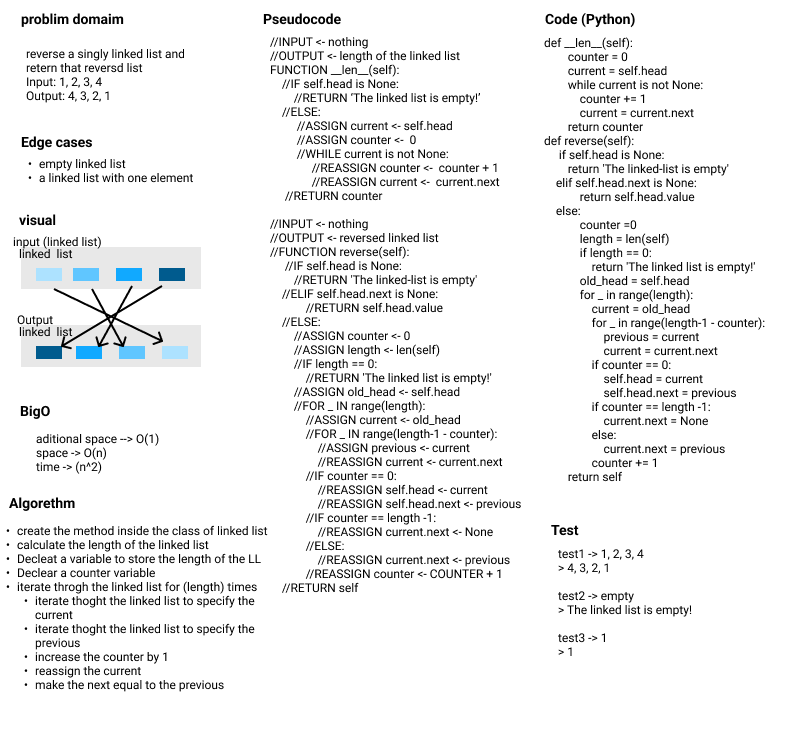 problim domaim
reverse a singly linked list and
retern that reversd list
Input: 1, 2, 3, 4
Output: 4, 3, 2, 1
Edge cases
• empty linked list
• a linked list with one element
visual
input (linked list)
linked list
Output
linked list
BigO
aditional space --> O(1)
space -> O(n)
time -> (n^2)
Algorethm
• create the method inside the class of linked list
• calculate the length of the linked list
• Decleat a variable to store the length of the LL
• Declear a counter variable
• iterate throgh the linked list for (length) times
• iterate thoght the linked list to specify the
current
• iterate thoght the linked list to specify the
previous
• increase the counter by 1
• reassign the current
• make the next equal to the previous
Pseudocode
//INPUT <- nothing
//OUTPUT <- length of the linked list
FUNCTION __len__(self):
//IF self.head is None:
//RETURN 'The linked list is empty!'
//ELSE:
//ASSIGN current <- self.head
//ASSIGN counter <- 0
//WHILE current is not None:
//REASSIGN counter <- counter + 1
//REASSIGN current <- current.next
//RETURN counter
//INPUT <- nothing
//OUTPUT <- reversed linked list
//FUNCTION reverse(self):
//IF self.head is None:
//RETURN 'The linked-list is empty'
//ELIF self.head.next is None:
//RETURN self.head.value
//ELSE:
//ASSIGN counter <- 0
//ASSIGN length <- len(self)
//IF length == 0:
//RETURN 'The linked list is empty!'
//ASSIGN old_head <- self.head
//FOR _ IN range(length):
//ASSIGN current <- old_head
//FOR _ IN range(length-1 - counter):
//ASSIGN previous <- current
//REASSIGN current <- current.next
//IF counter == 0:
//REASSIGN self.head <- current
//REASSIGN self.head.next <- previous
//IF counter == length -1:
//REASSIGN current.next <- None
//ELSE:
//REASSIGN current.next <- previous
//REASSIGN counter <- COUNTER + 1
//RETURN self
Code (Python)
def __len__(self):
counter = 0
current = self.head
while current is not None:
counter += 1
current = current.next
return counter
def reverse(self):
if self.head is None:
return 'The linked-list is empty'
elif self.head.next is None:
return self.head.value
else:
counter =0
length = len(self)
if length == 0:
return 'The linked list is empty!'
old_head = self.head
for _ in range(length):
current = old_head
for _ in range(length-1 - counter):
previous = current
current = current.next
if counter == 0:
self.head = current
self.head.next = previous
if counter == length -1:
current.next = None
else:
current.next = previous
counter += 1
return self
Test
test1 -> 1, 2, 3, 4
> 4, 3, 2, 1
test2 -> empty
> The linked list is empty!
test3 -> 1
> 1